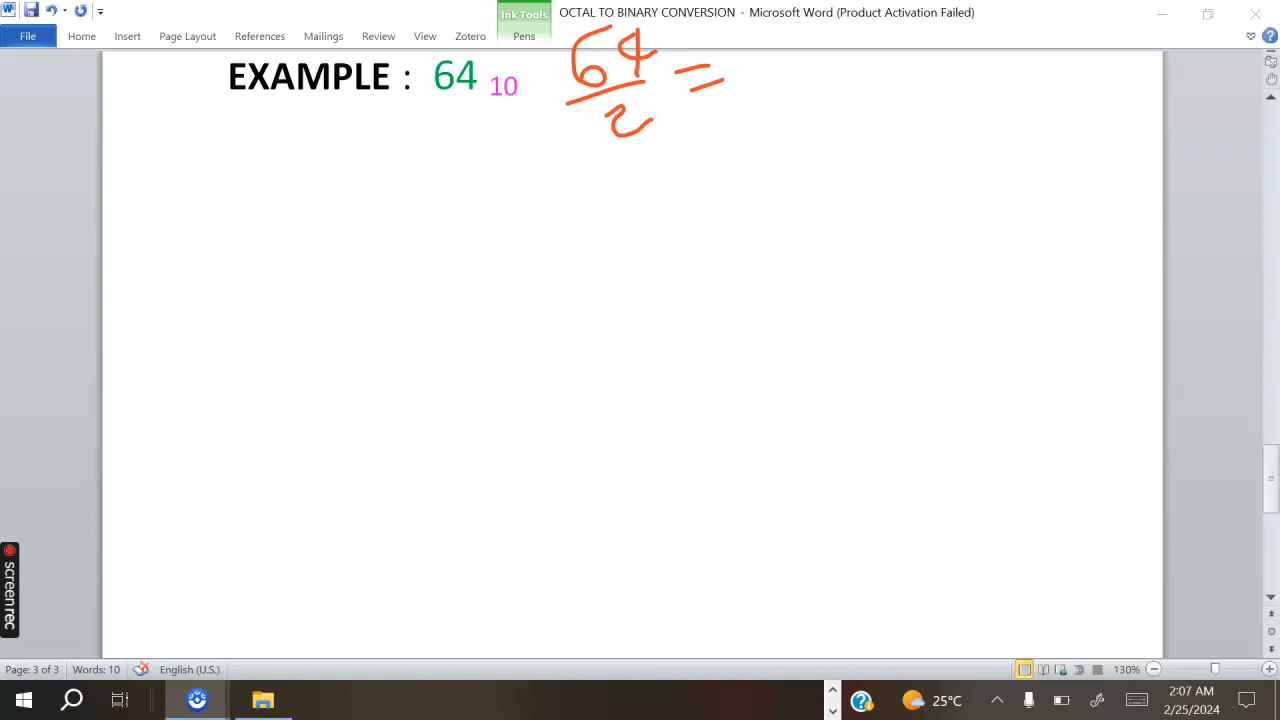 OCTAL TO BINARY CONVERSION - Microsoft Word (Product Activation Failed)
Ink Tools
File Home Insert Page Layout References Mailings Review View Zotero Pens
EXAMPLE : 64 10 64/2 =
screen rec
Page: 3 of 3 Words: 10 English (U.S.) 130%
25°C
2:07 AM
2/25/2024